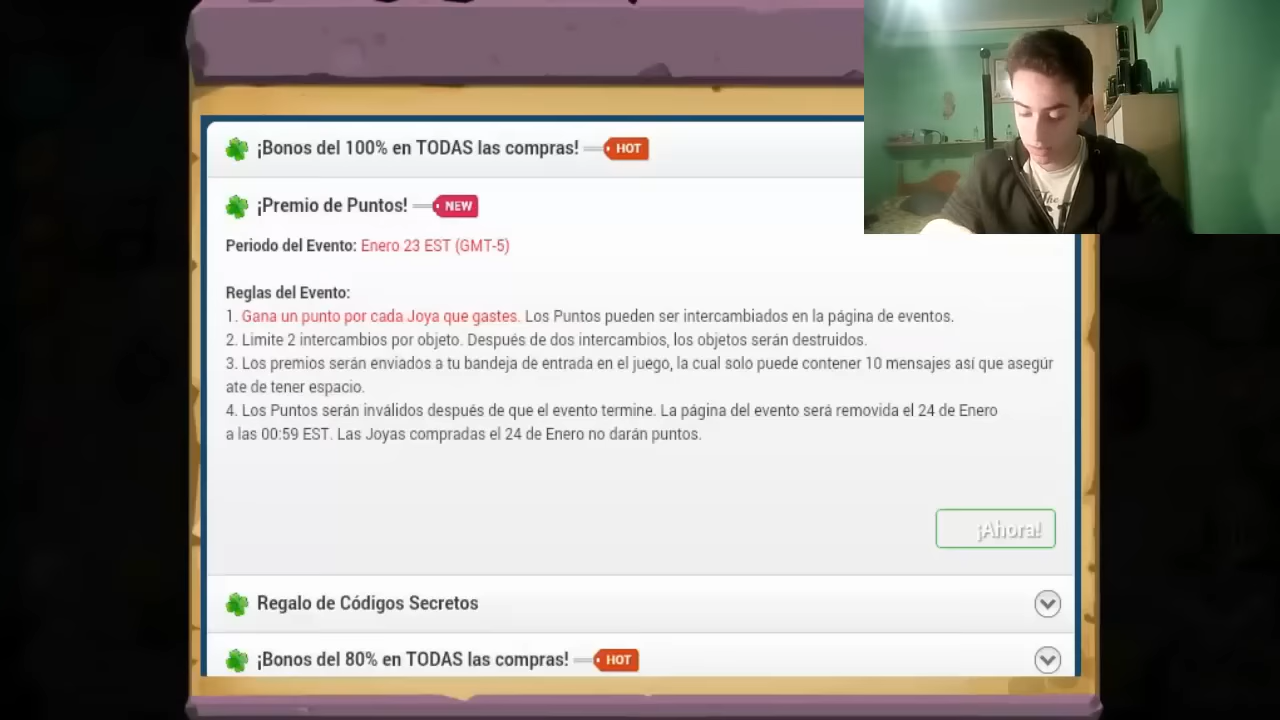 ¡Bonos del 100% en TODAS las compras! HOT
¡Premio de Puntos! NEW
Periodo del Evento: Enero 23 EST (GMT-5)
Reglas del Evento:
1. Gana un punto por cada Joya que gastes. Los Puntos pueden ser intercambiados en la página de eventos.
2. Limite 2 intercambios por objeto. Después de dos intercambios, los objetos serán destruidos.
3. Los premios serán enviados a tu bandeja de entrada en el juego, la cual solo puede contener 10 mensajes así que asegúr
ate de tener espacio.
4. Los Puntos serán inválidos después de que el evento termine. La página del evento será removida el 24 de Enero
a las 00:59 EST. Las Joyas compradas el 24 de Enero no darán puntos.
¡Ahora!
Regalo de Códigos Secretos
¡Bonos del 80% en TODAS las compras! HOT
The